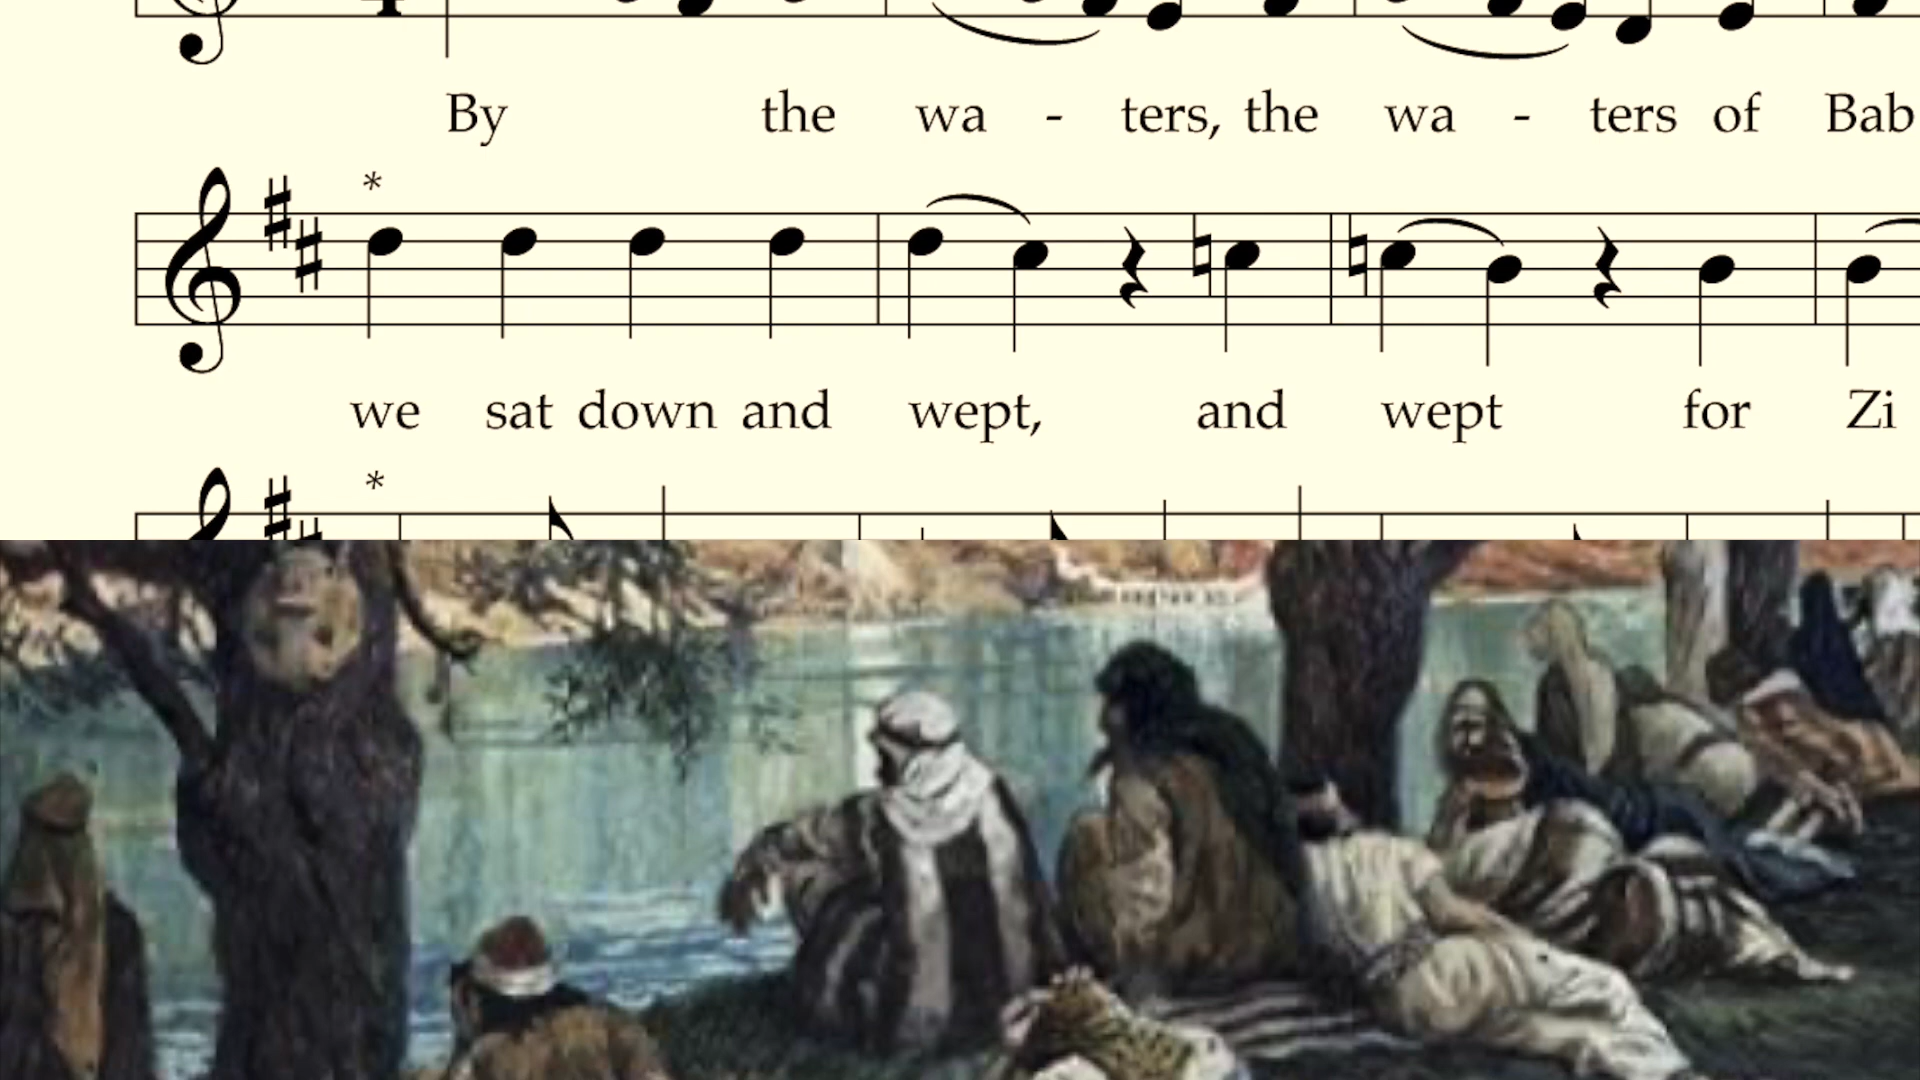 By the wa - ters, the wa - ters of Bab
*
we sat down and wept, and wept for Zi
*